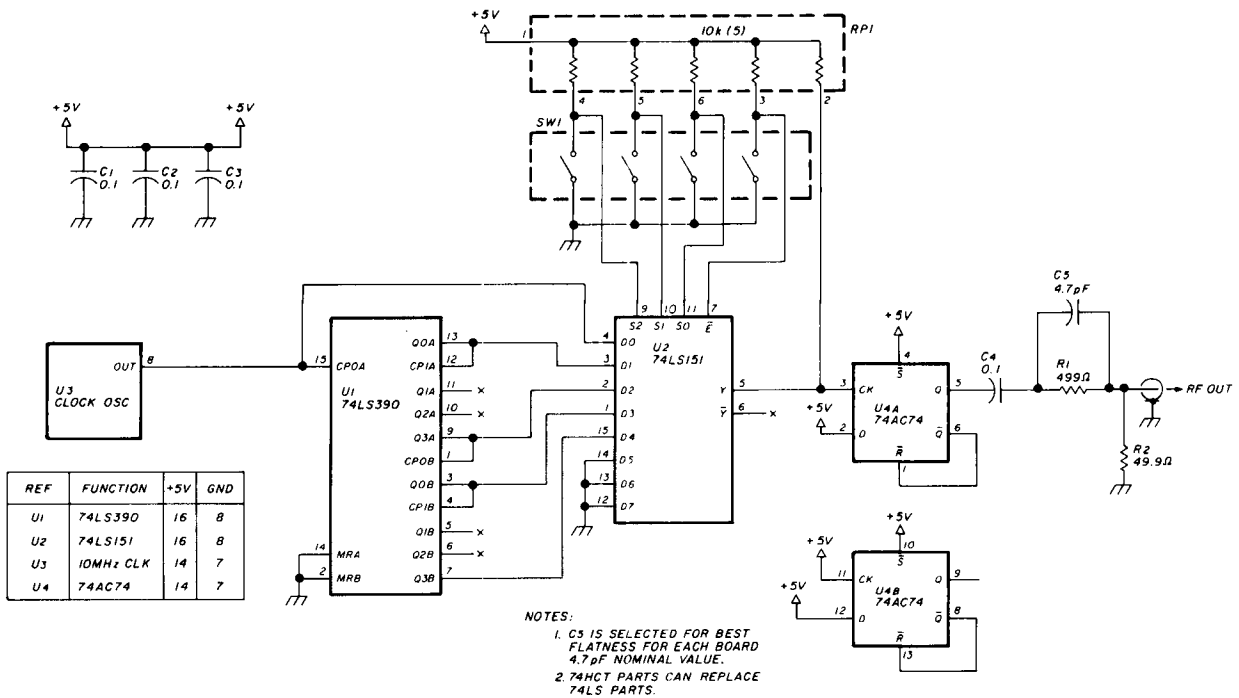 +5V
1
10k(5)
RP1
4
5
6
3
2
+5V
+5V
C1
0.1
C2
0.1
C3
0.1
SW1
U3
CLOCK OSC
OUT
8
15
CP0A
U1
74LS390
14
MRA
2
MRB
Q0A
13
CP1A
12
Q1A
11
×
Q2A
10
×
Q3A
9
CP0B
1
Q0B
3
CP1B
4
Q1B
5
×
Q2B
6
×
Q3B
7
9
10
11
7
S2
S1
S0
E̅
U2
74LS151
4
D0
3
D1
2
D2
1
D3
15
D4
14
D5
13
D6
12
D7
Y
5
Y̅
6
×
+5V
4
S̅
3
CK
Q
5
U4A
74AC74
+5V
2
D
Q̅
6
R̅
1
C4
0.1
C5
4.7pF
R1
499Ω
RF OUT
R2
49.9Ω
+5V
10
S̅
+5V
11
CK
Q
9
U4B
74AC74
+5V
12
D
Q̅
8
R̅
13
REF FUNCTION +5V GND
U1 74LS390 16 8
U2 74LS151 16 8
U3 10MHz CLK 14 7
U4 74AC74 14 7
NOTES:
1. C5 IS SELECTED FOR BEST
FLATNESS FOR EACH BOARD
4.7pF NOMINAL VALUE.
2. 74HCT PARTS CAN REPLACE
74LS PARTS.